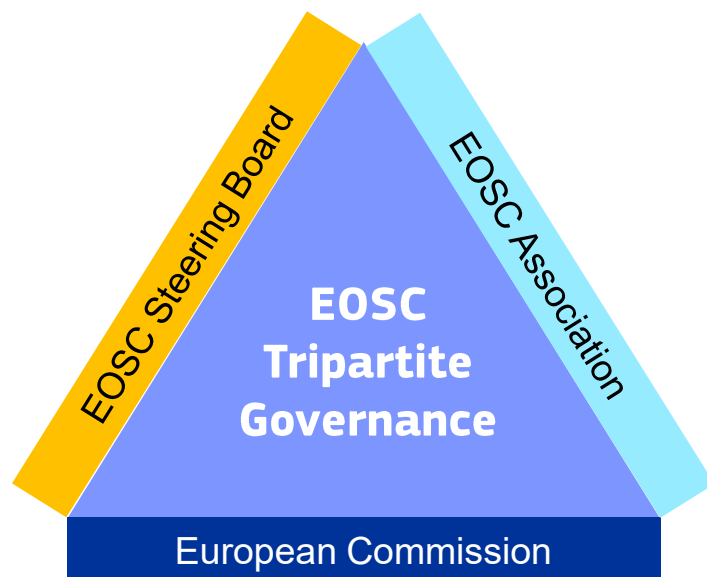 EOSC Steering Board
EOSC Association
EOSC
Tripartite
Governance
European Commission